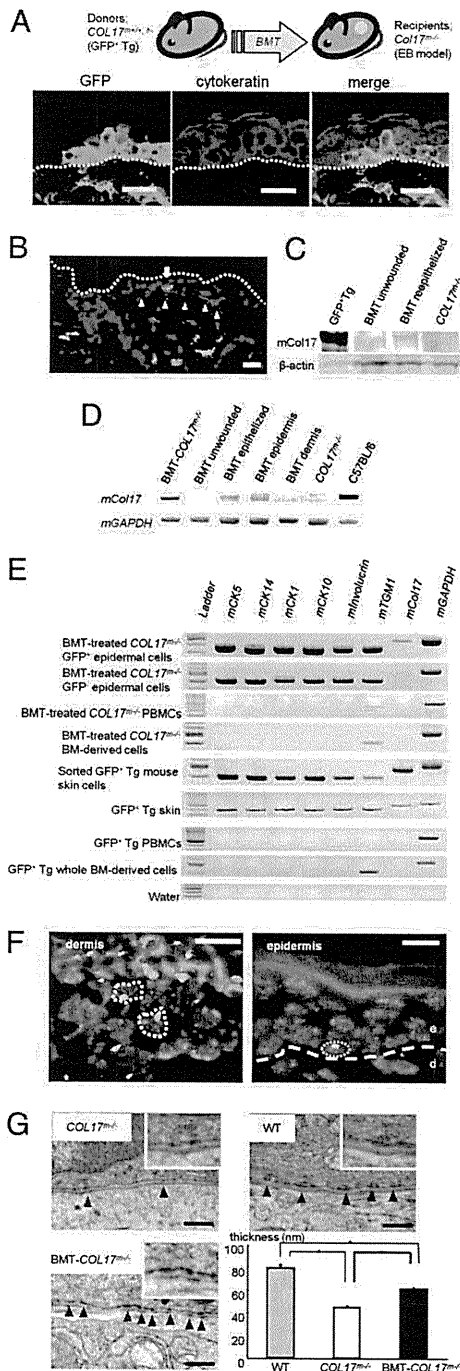 A
Donors;
COL17m+/+, h-
(GFP+ Tg)
BMT
Recipients;
Col17m-/-
(EB model)
GFP
cytokeratin
merge
B
C
GFP+Tg
BMT unwounded
BMT reepithelized
COL17m-/-
mCol17
β-actin
D
BMT-COL17m-/-
BMT unwounded
BMT epithelized
BMT epidermis
BMT dermis
COL17m-/-
C57BL/6
mCol17
mGAPDH
E
Ladder
mCK5
mCK14
mCK1
mCK10
mInvolucrin
mTGM1
mCol17
mGAPDH
BMT-treated COL17m-/-
GFP+ epidermal cells
BMT-treated COL17m-/-
GFP- epidermal cells
BMT-treated COL17m-/- PBMCs
BMT-treated COL17m-/-
BM-derived cells
Sorted GFP+ Tg mouse
skin cells
GFP+ Tg skin
GFP+ Tg PBMCs
GFP+ Tg whole BM-derived cells
Water
F
dermis
epidermis
e
d
G
COL17m-/-
WT
BMT-COL17m-/-
thickness (nm)
100
80
60
40
20
0
WT
COL17m-/-
BMT-COL17m-/-